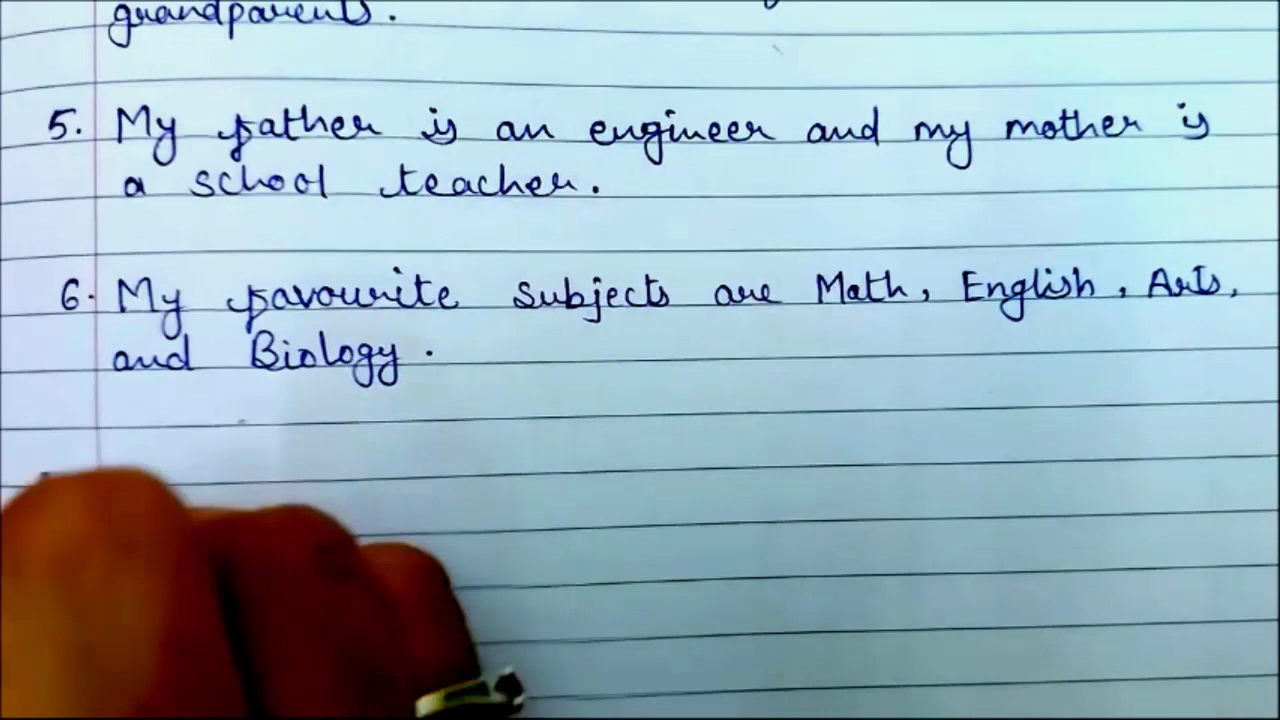 grandparents.
5. My father is an engineer and my mother is
a school teacher.
6. My favourite subjects are Math, English, Arts,
and Biology.